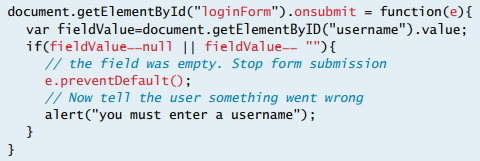 document.getElementById("loginForm").onsubmit = function(e){
var fieldValue=document.getElementByID("username").value;
if(fieldValue==null || fieldValue== ""){
// the field was empty. Stop form submission
e.preventDefault();
// Now tell the user something went wrong
alert("you must enter a username");
}
}